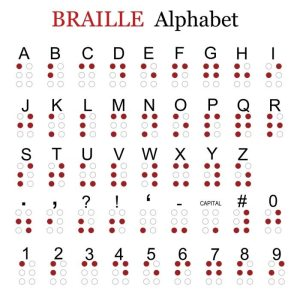 BRAILLE Alphabet
A B C D E F G H I
J K L M N O P Q R
S T U V W X Y Z
. , ? ! ‘ - CAPITAL # 0
1 2 3 4 5 6 7 8 9